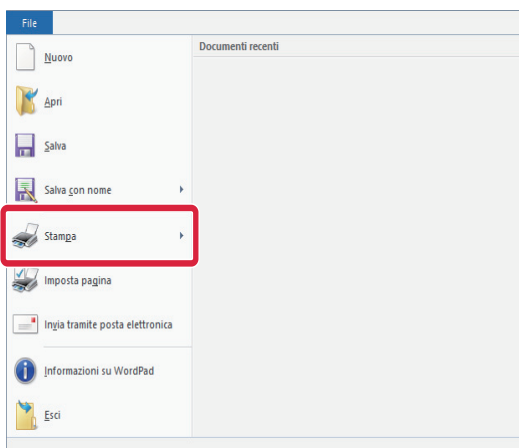 File
Documenti recenti
Nuovo
Apri
Salva
Salva con nome
Stampa
Imposta pagina
Invia tramite posta elettronica
Informazioni su WordPad
Esci